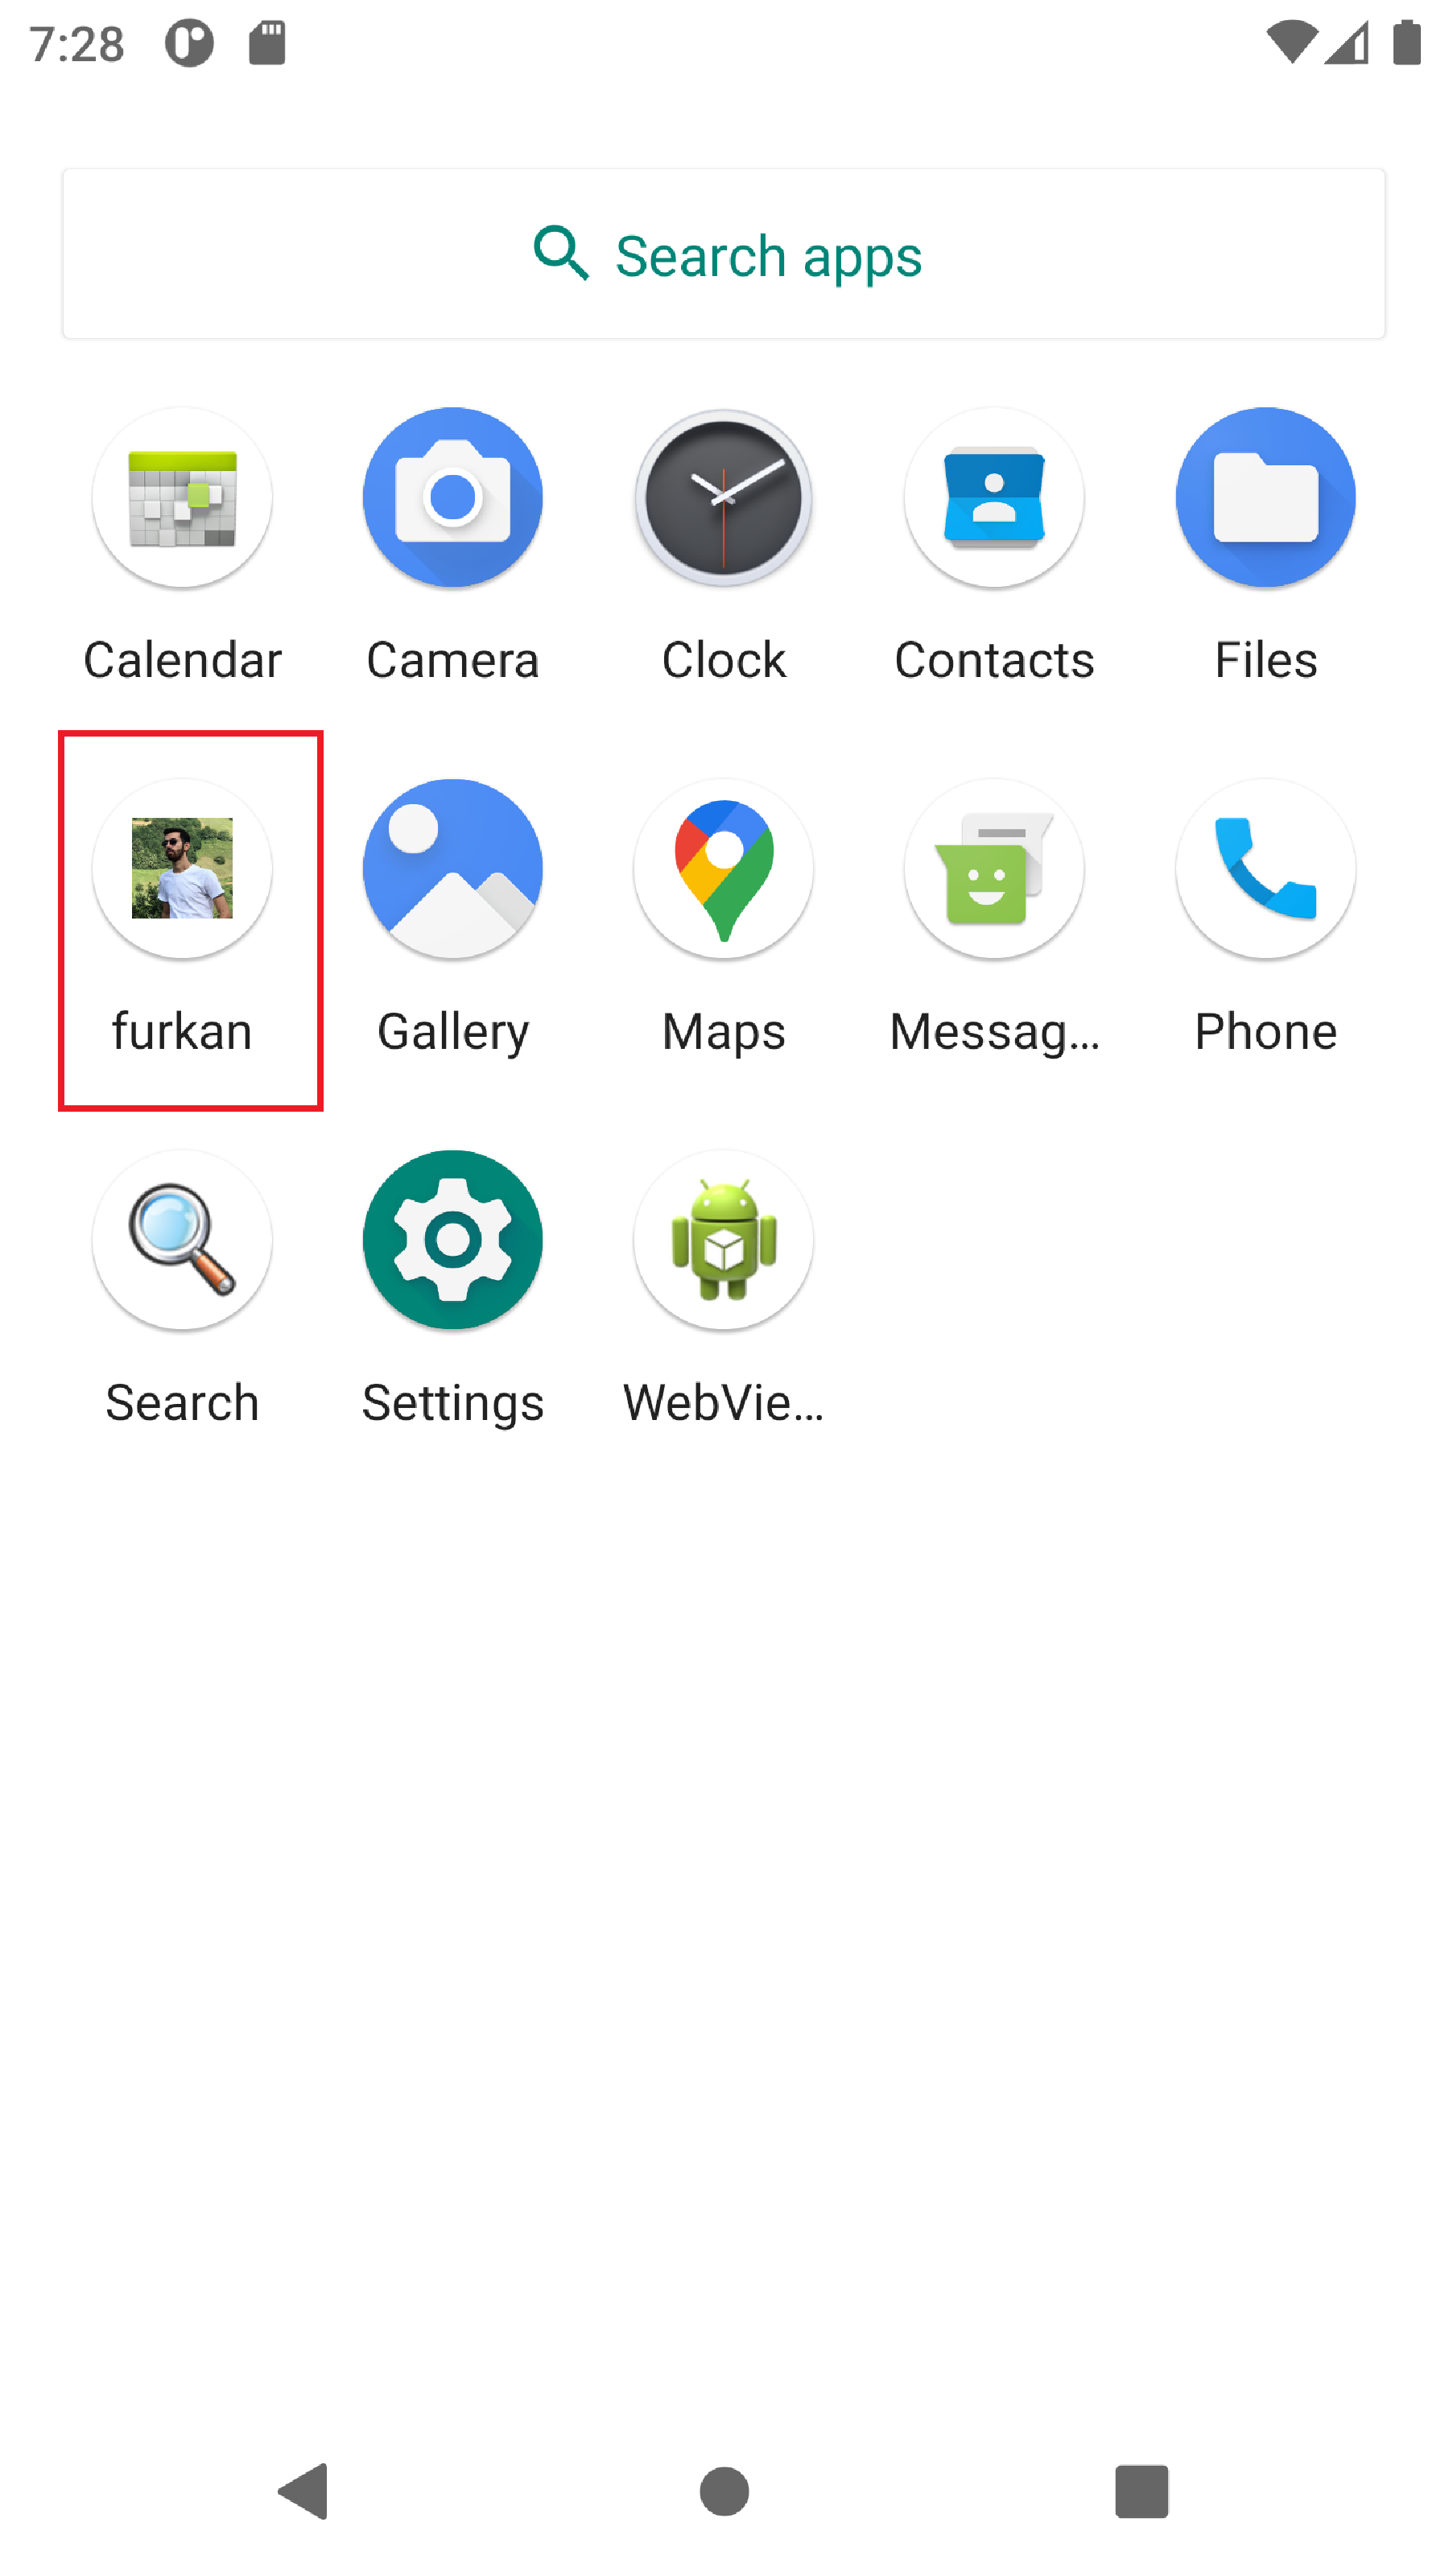 7:28
Search apps
Calendar Camera Clock Contacts Files
furkan Gallery Maps Messag... Phone
Search Settings WebVie...